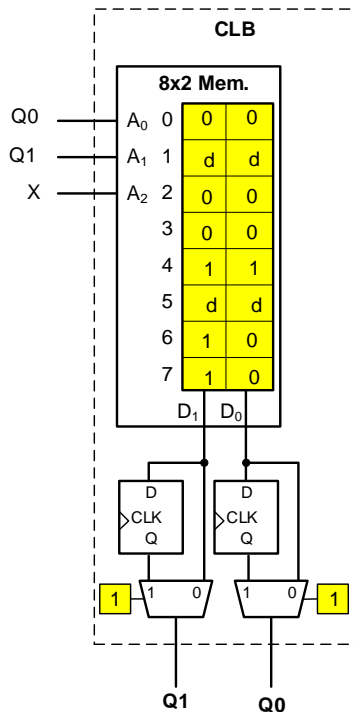 CLB
8x2 Mem.
Q0 A0 0 0 0
Q1 A1 1 d d
X A2 2 0 0
3 0 0
4 1 1
5 d d
6 1 0
7 1 0
D1 D0
D D
CLK CLK
Q Q
1 1 0 1 0 1
Q1 Q0